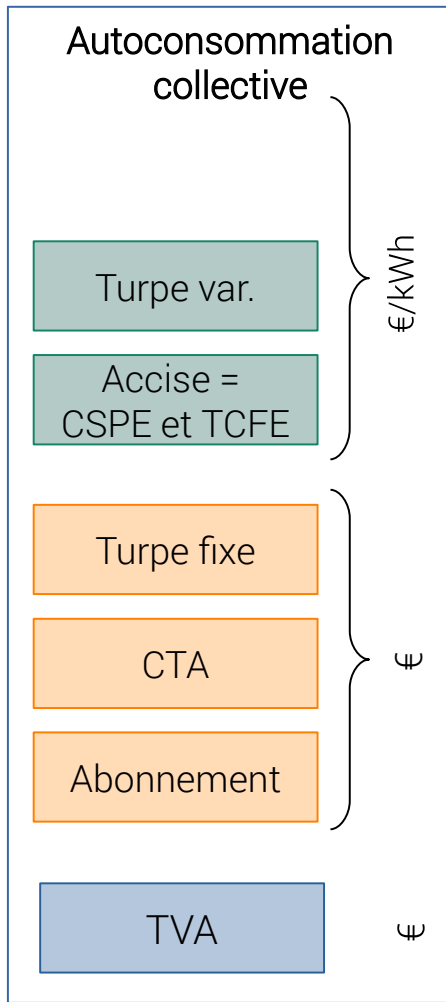 Autoconsommation
collective
Turpe var.
€/kWh
Accise =
CSPE et TCFE
Turpe fixe
CTA
€
Abonnement
TVA
€